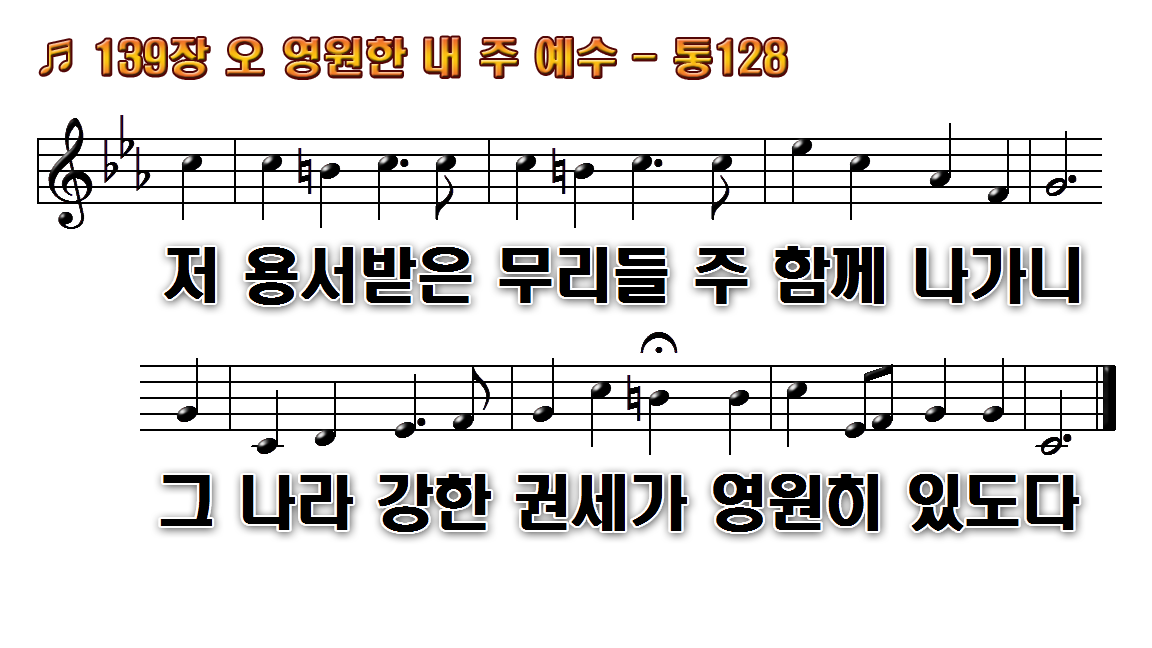 139장 오 영원한 내 주 예수 - 통128
저 용서받은 무리들 주 함께 나가니
그 나라 강한 권세가 영원히 있도다